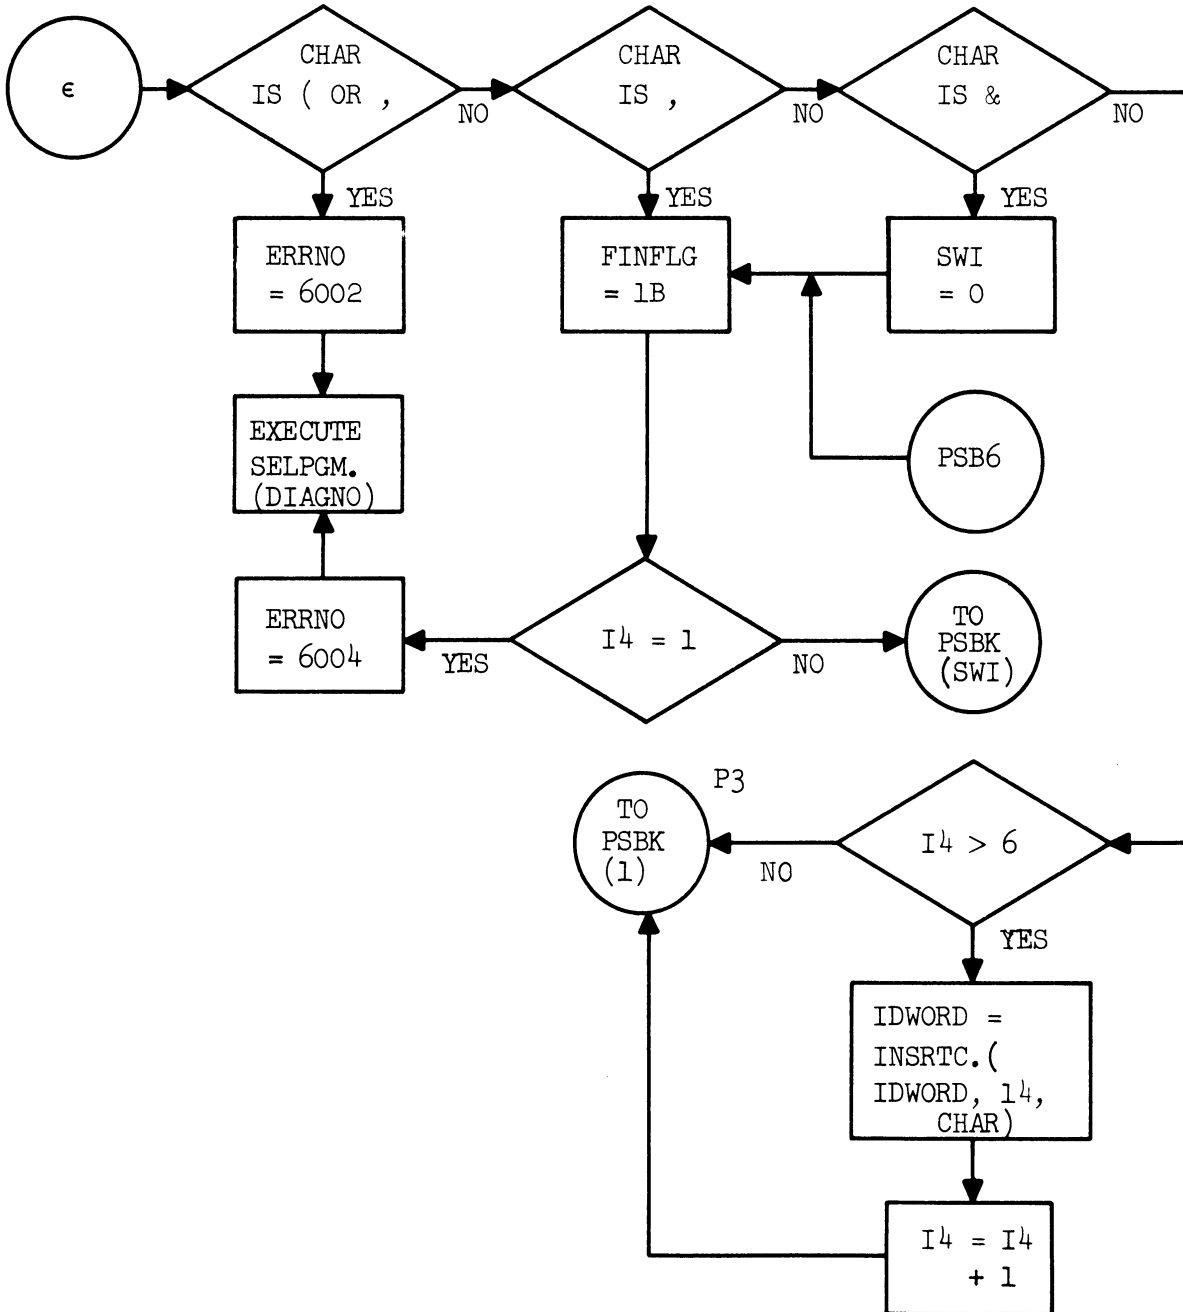 ϵ
CHAR
IS ( OR ,
NO
YES
CHAR
IS ,
NO
YES
CHAR
IS &
NO
YES
ERRNO
= 6002
FINFLG
= 1B
SWI
= 0
EXECUTE
SELPGM.
(DIAGNO)
PSB6
ERRNO
= 6004
YES
I4 = 1
NO
TO
PSBK
(SWI)
TO
PSBK
(1)
P3
NO
I4 > 6
YES
IDWORD =
INSRTC.(
IDWORD, 14,
CHAR)
I4 = I4
+ 1